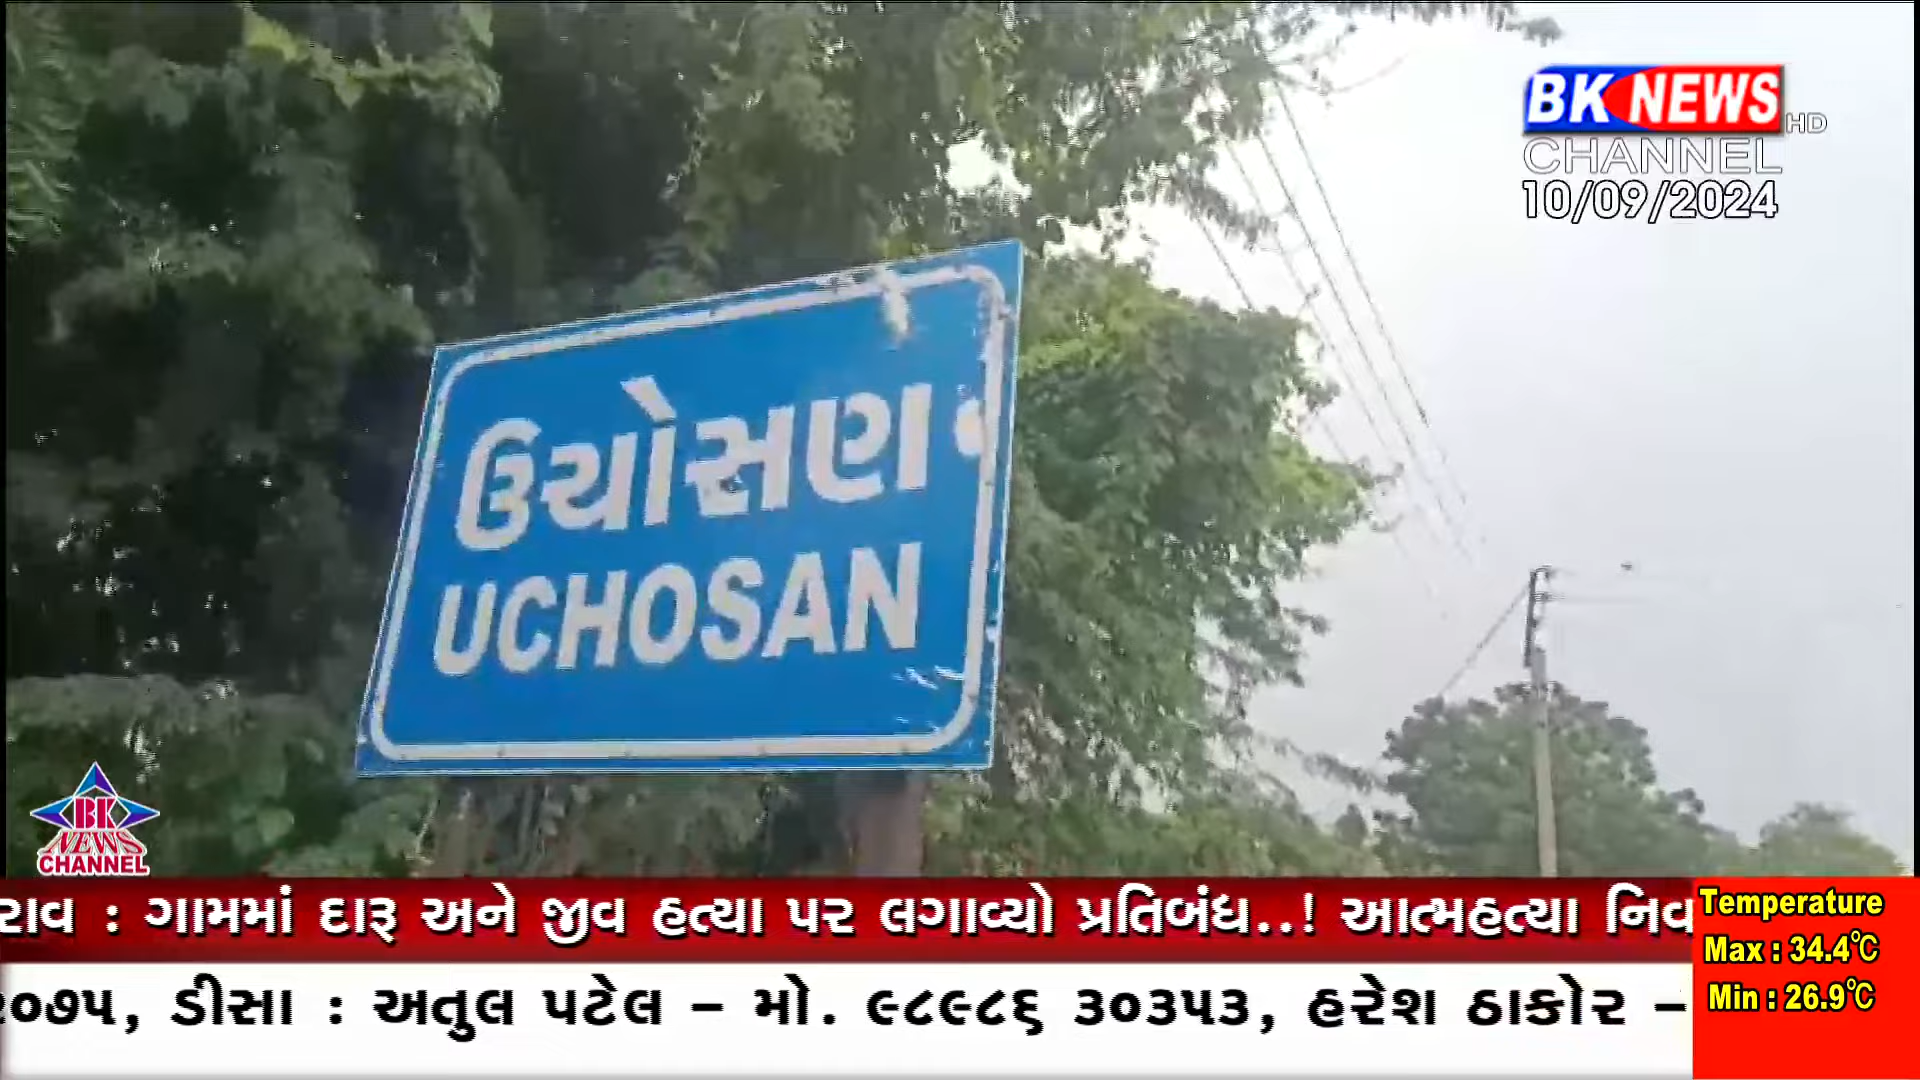 BK NEWS HD
CHANNEL
10/09/2024
ઉચોસણ
UCHOSAN
BK
NEWS
CHANNEL
રાવ : ગામમાં દારૂ અને જીવ હત્યા પર લગાવ્યો પ્રતિબંધ..! આત્મહત્યા નિવ
૨૦૭૫, ડીસા : અતુલ પટેલ – મો. ૯૮૯૮૬ ૩૦૩૫૩, હરેશ ઠાકોર –
Temperature
Max : 34.4℃
Min : 26.9℃